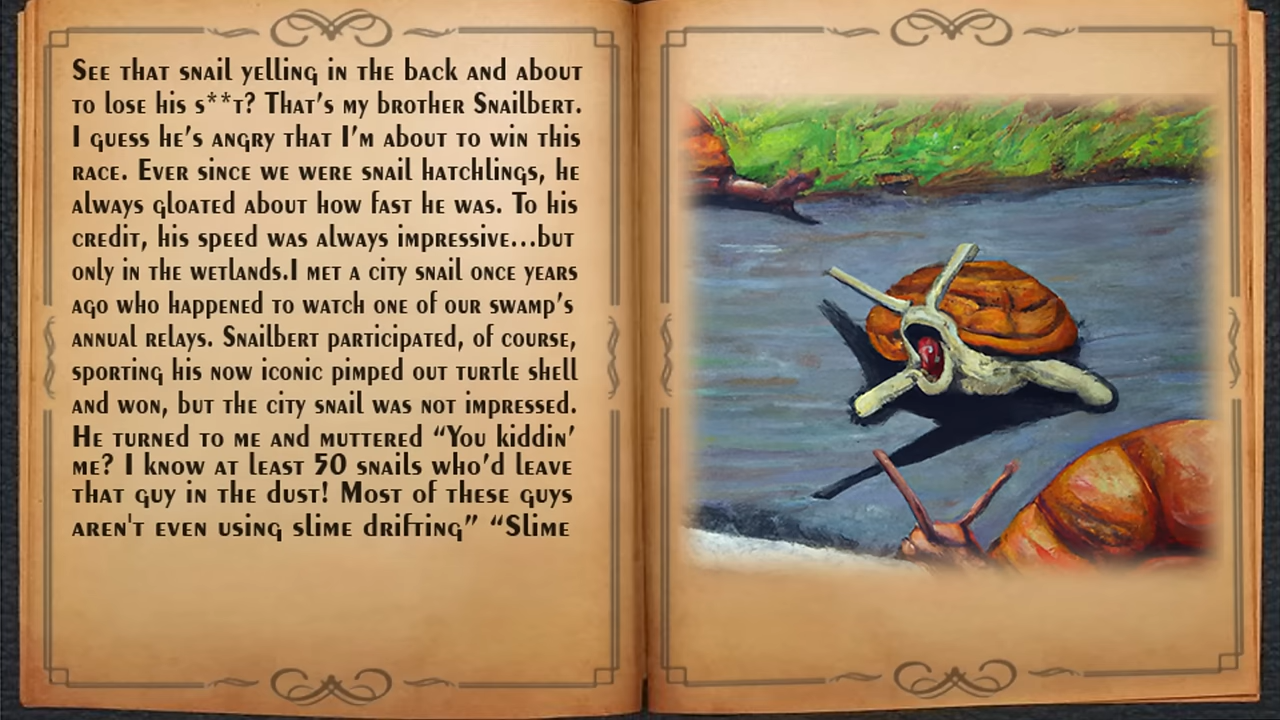 See that snail yelling in the back and about
to lose his s**t? That's my brother Snailbert.
I guess he's angry that I'm about to win this
race. Ever since we were snail hatchlings, he
always gloated about how fast he was. To his
credit, his speed was always impressive...but
only in the wetlands.I met a city snail once years
ago who happened to watch one of our swamp's
annual relays. Snailbert participated, of course,
sporting his now iconic pimped out turtle shell
and won, but the city snail was not impressed.
He turned to me and muttered “You kiddin’
me? I know at least 50 snails who’d leave
that guy in the dust! Most of these guys
aren't even using slime drifting” “Slime